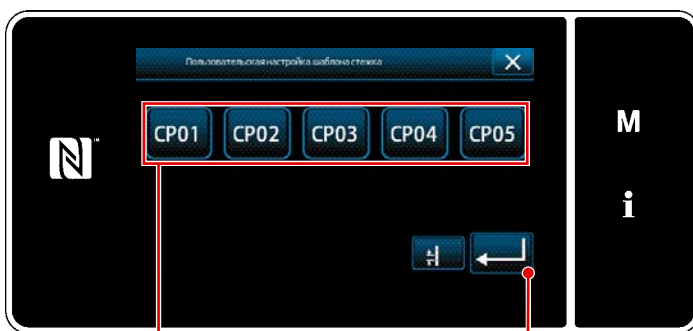 Пользовательская настройка шаблона стежка
CP01 CP02 CP03 CP04 CP05
M
i